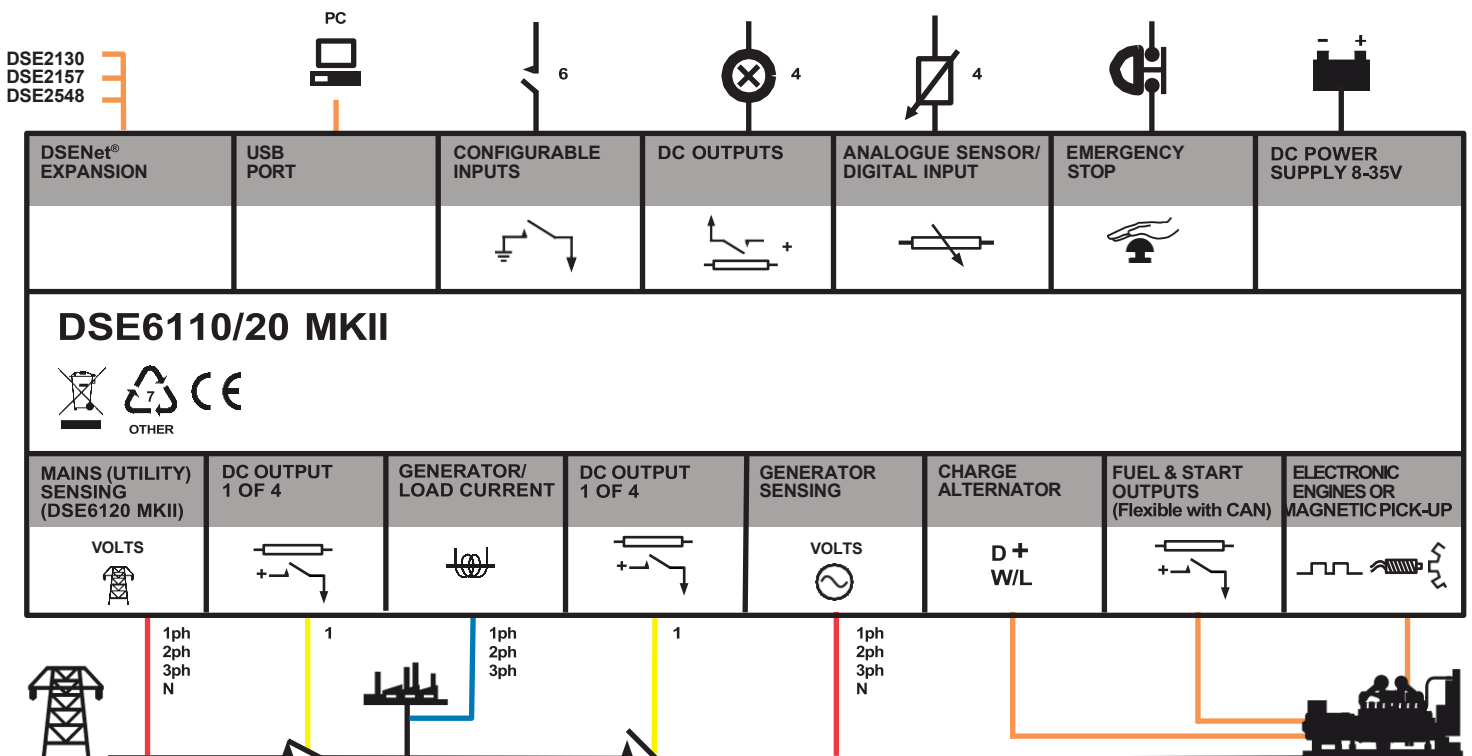 PC
DSE2130
DSE2157
DSE2548
6
4
4
- +
DSENet®
EXPANSION
USB
PORT
CONFIGURABLE
INPUTS
DC OUTPUTS
ANALOGUE SENSOR/
DIGITAL INPUT
EMERGENCY
STOP
DC POWER
SUPPLY 8-35V
+
DSE6110/20 MKII
7
CE
OTHER
MAINS (UTILITY)
SENSING
(DSE6120 MKII)
DC OUTPUT
1 OF 4
GENERATOR/
LOAD CURRENT
DC OUTPUT
1 OF 4
GENERATOR
SENSING
CHARGE
ALTERNATOR
FUEL & START
OUTPUTS
(Flexible with CAN)
ELECTRONIC
ENGINES OR
MAGNETIC PICK-UP
VOLTS
+
+
VOLTS
D+
W/L
+
1ph
2ph
3ph
N
1
1ph
2ph
3ph
1
1ph
2ph
3ph
N